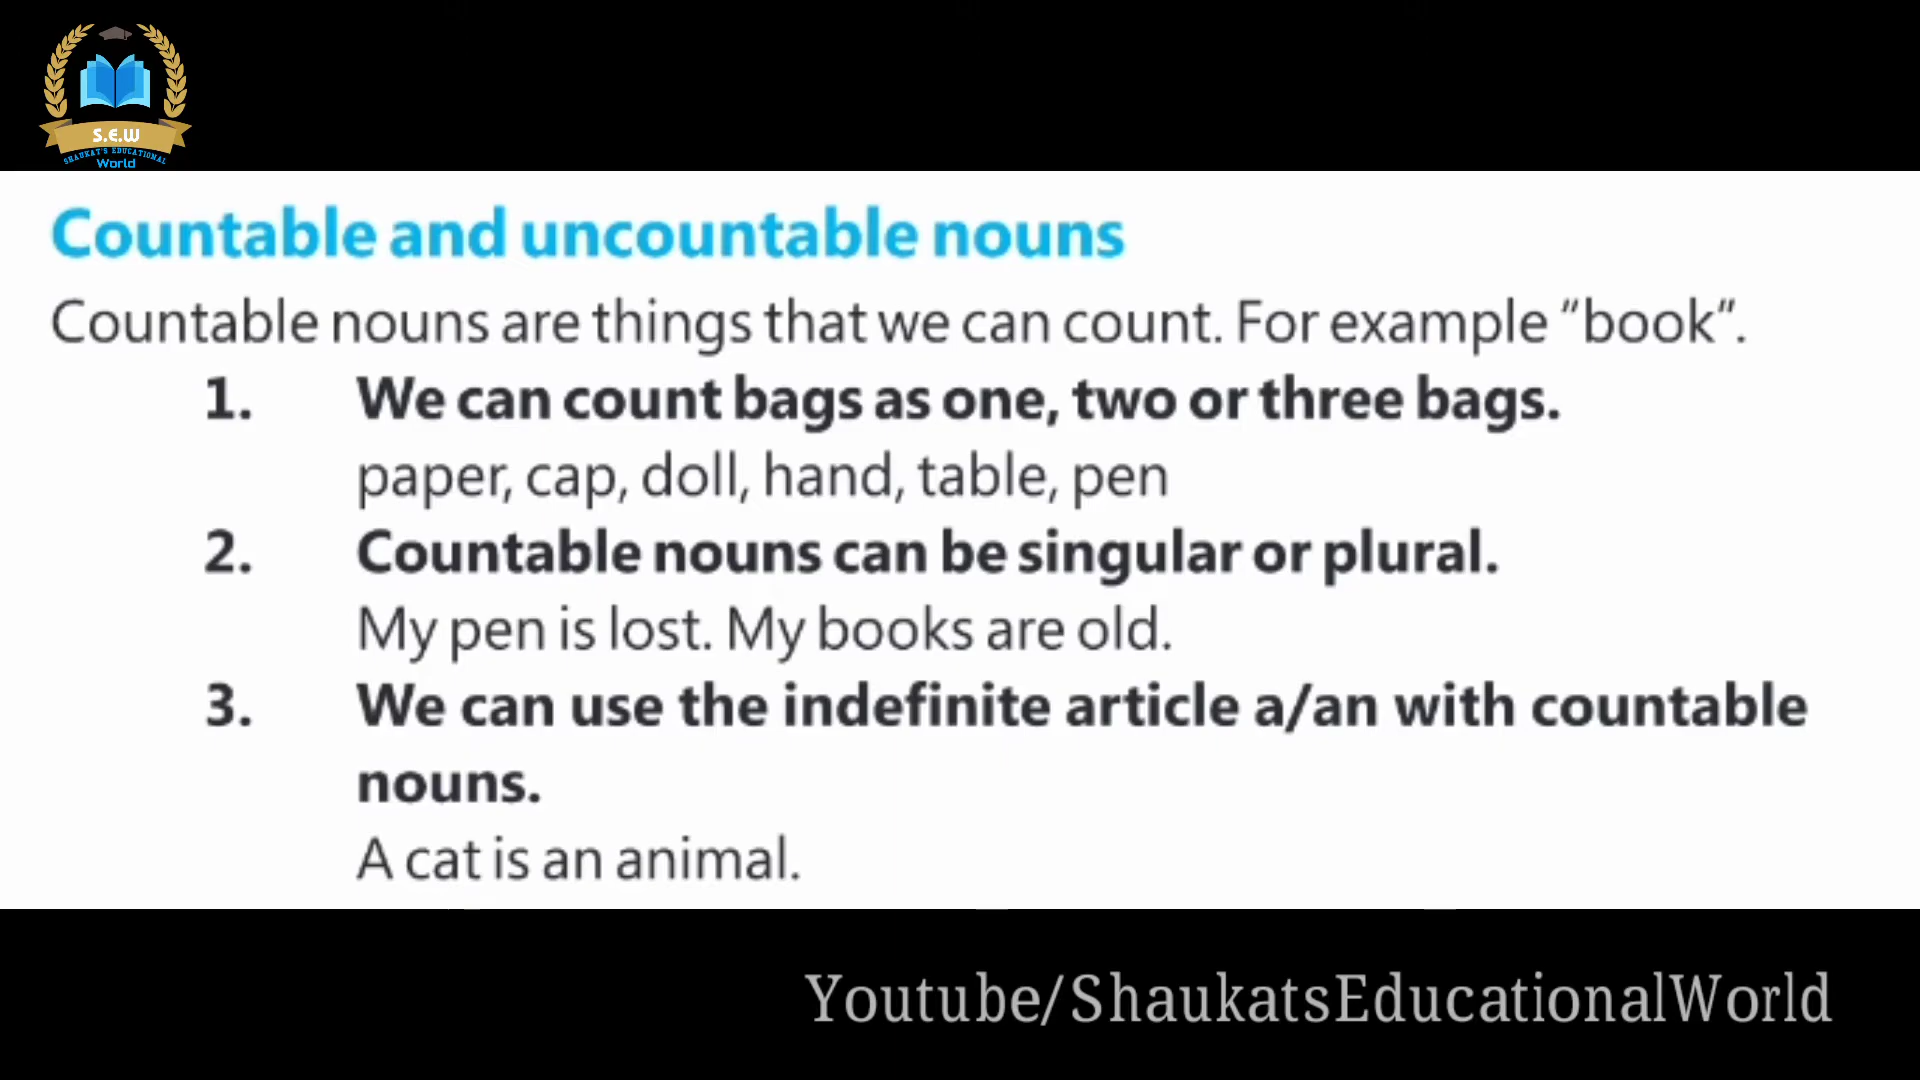 S.E.W
SHAUKAT'S EDUCATIONAL
World
Countable and uncountable nouns
Countable nouns are things that we can count. For example “book”.
1. We can count bags as one, two or three bags.
paper, cap, doll, hand, table, pen
2. Countable nouns can be singular or plural.
My pen is lost. My books are old.
3. We can use the indefinite article a/an with countable
nouns.
A cat is an animal.
Youtube/ShaukatsEducationalWorld